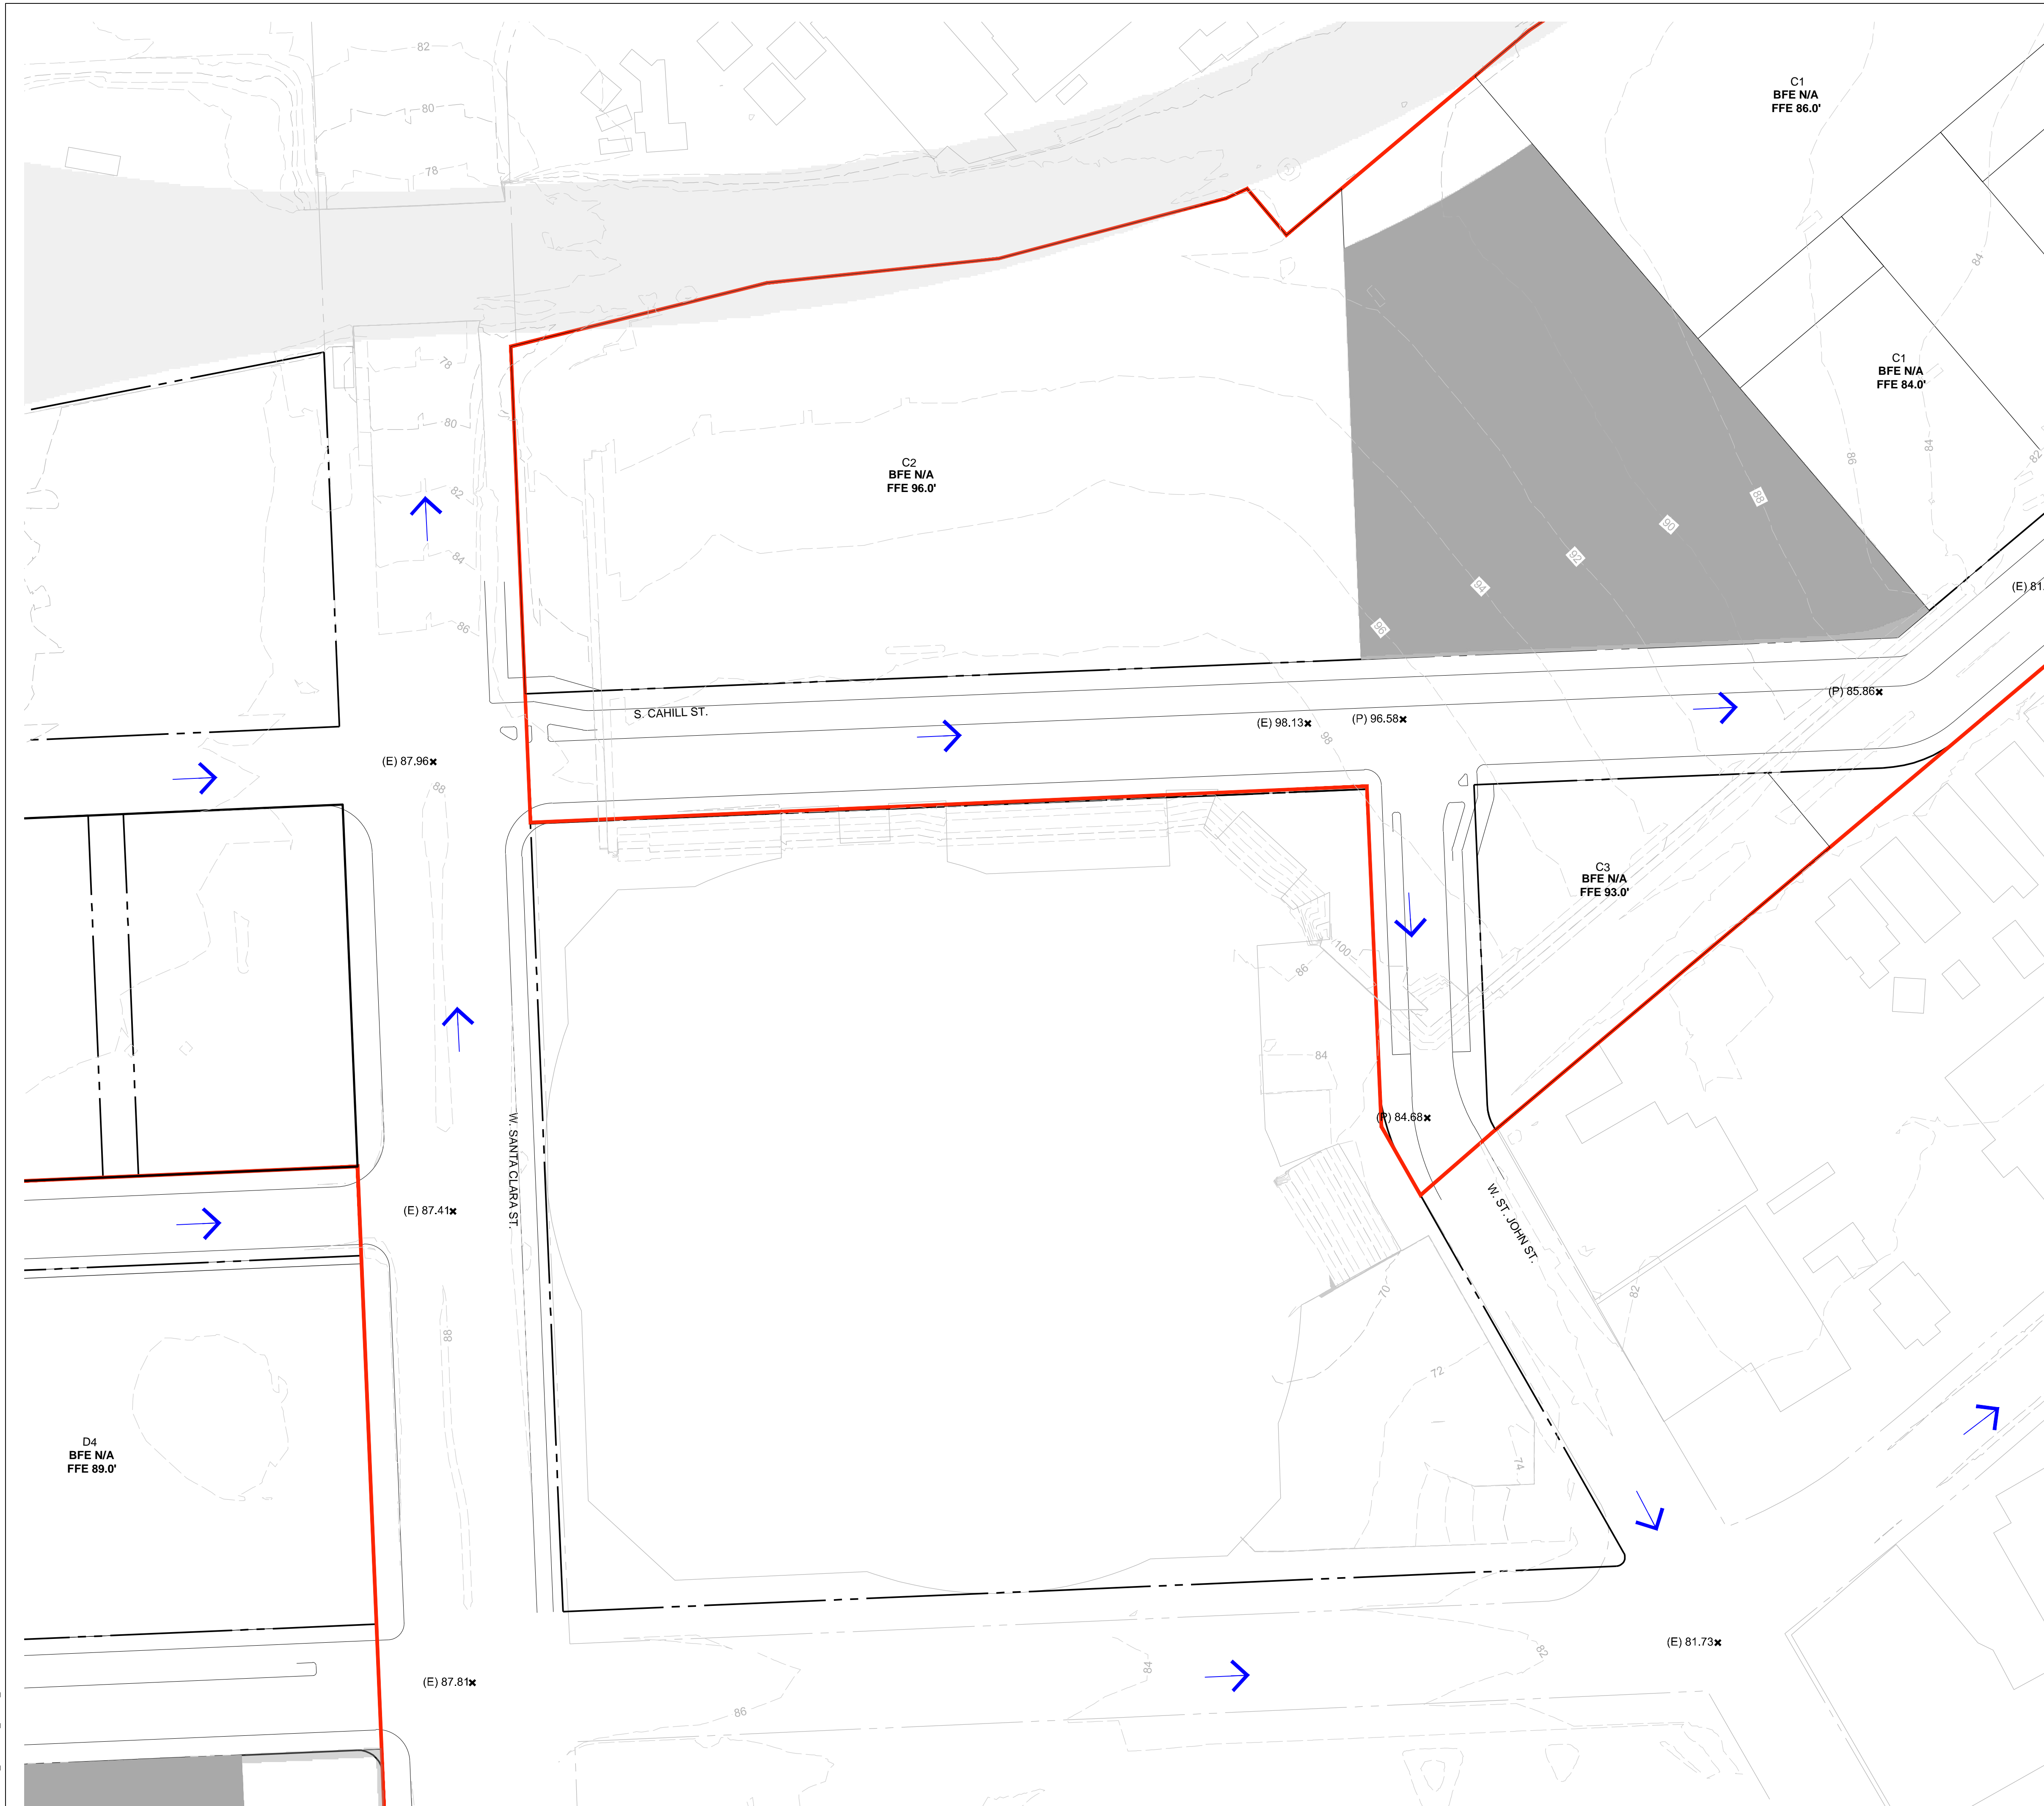 82
80
78
C1
BFE N/A
FFE 86.0'
84
78
80
82
84
86
C1
BFE N/A
FFE 84.0'
C2
BFE N/A
FFE 96.0'
86
84
82
88
90
92
94
96
(E) 81.
S. CAHILL ST.
(E) 98.13
(P) 96.58
98
(P) 85.86
(E) 87.96
88
C3
BFE N/A
FFE 93.0'
100
86
84
(P) 84.68
W. SANTA CLARA ST.
(E) 87.41
W. ST. JOHN ST.
88
70
82
72
74
D4
BFE N/A
FFE 89.0'
(E) 87.81
86
84
82
(E) 81.73